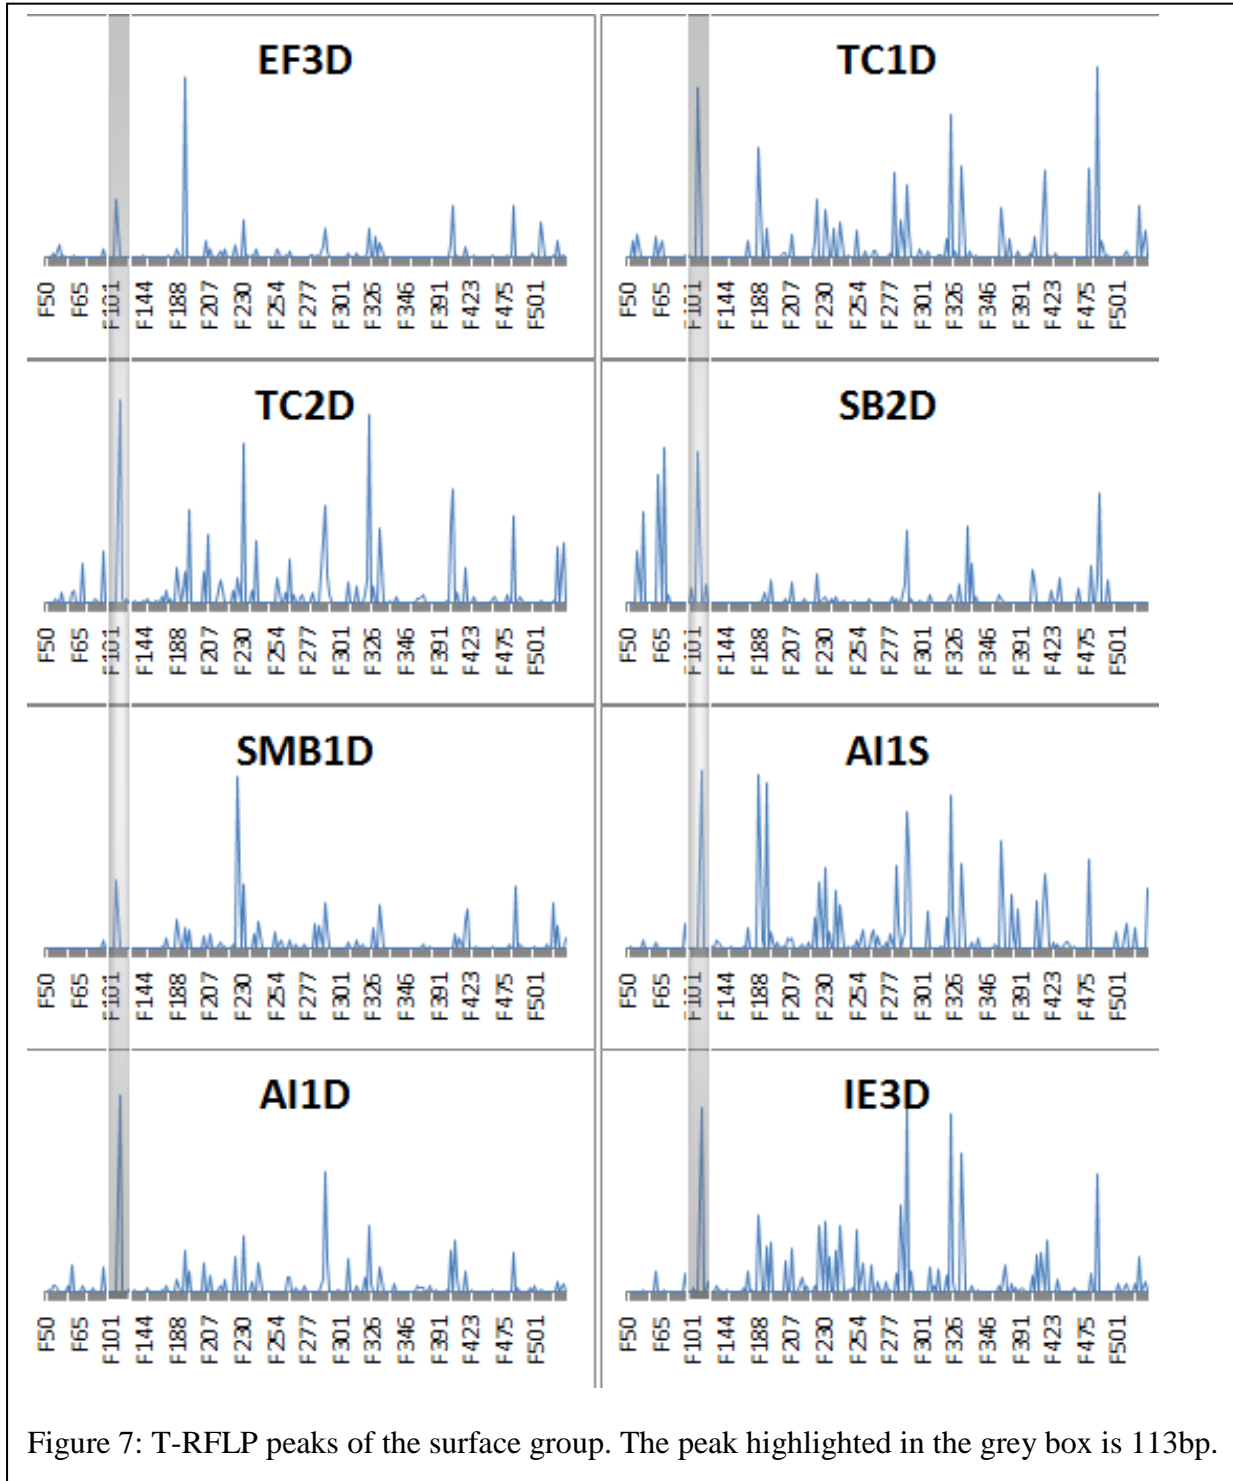 EF3D
F50 F65 F101 F144 F188 F207 F230 F254 F277 F301 F326 F346 F391 F423 F475 F501
TC1D
F50 F65 F101 F144 F188 F207 F230 F254 F277 F301 F326 F346 F391 F423 F475 F501
TC2D
F50 F65 F101 F144 F188 F207 F230 F254 F277 F301 F326 F346 F391 F423 F475 F501
SB2D
F50 F65 F101 F144 F188 F207 F230 F254 F277 F301 F326 F346 F391 F423 F475 F501
SMB1D
F50 F65 F101 F144 F188 F207 F230 F254 F277 F301 F326 F346 F391 F423 F475 F501
AI1S
F50 F65 F101 F144 F188 F207 F230 F254 F277 F301 F326 F346 F391 F423 F475 F501
AI1D
F50 F65 F101 F144 F188 F207 F230 F254 F277 F301 F326 F346 F391 F423 F475 F501
IE3D
F50 F65 F101 F144 F188 F207 F230 F254 F277 F301 F326 F346 F391 F423 F475 F501
Figure 7: T-RFLP peaks of the surface group. The peak highlighted in the grey box is 113bp.